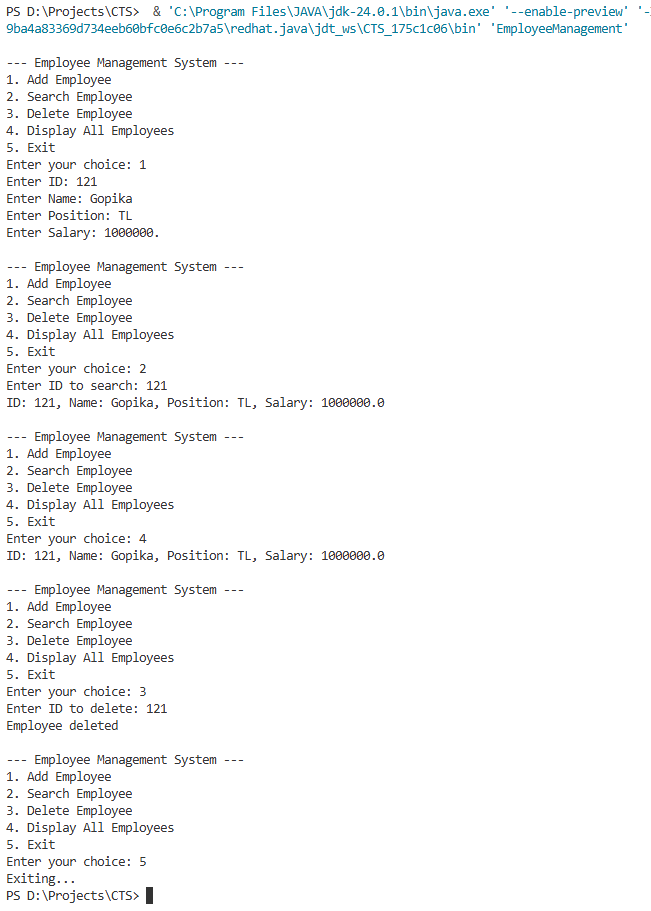 PS D:\Projects\CTS>  & 'C:\Program Files\JAVA\jdk-24.0.1\bin\java.exe' '--enable-preview' '-
9ba4a83369d734eeb60bfc0e6c2b7a5\redhat.java\jdt_ws\CTS_175c1c06\bin' 'EmployeeManagement'

--- Employee Management System ---
1. Add Employee
2. Search Employee
3. Delete Employee
4. Display All Employees
5. Exit
Enter your choice: 1
Enter ID: 121
Enter Name: Gopika
Enter Position: TL
Enter Salary: 1000000.

--- Employee Management System ---
1. Add Employee
2. Search Employee
3. Delete Employee
4. Display All Employees
5. Exit
Enter your choice: 2
Enter ID to search: 121
ID: 121, Name: Gopika, Position: TL, Salary: 1000000.0

--- Employee Management System ---
1. Add Employee
2. Search Employee
3. Delete Employee
4. Display All Employees
5. Exit
Enter your choice: 4
ID: 121, Name: Gopika, Position: TL, Salary: 1000000.0

--- Employee Management System ---
1. Add Employee
2. Search Employee
3. Delete Employee
4. Display All Employees
5. Exit
Enter your choice: 3
Enter ID to delete: 121
Employee deleted

--- Employee Management System ---
1. Add Employee
2. Search Employee
3. Delete Employee
4. Display All Employees
5. Exit
Enter your choice: 5
Exiting...
PS D:\Projects\CTS>